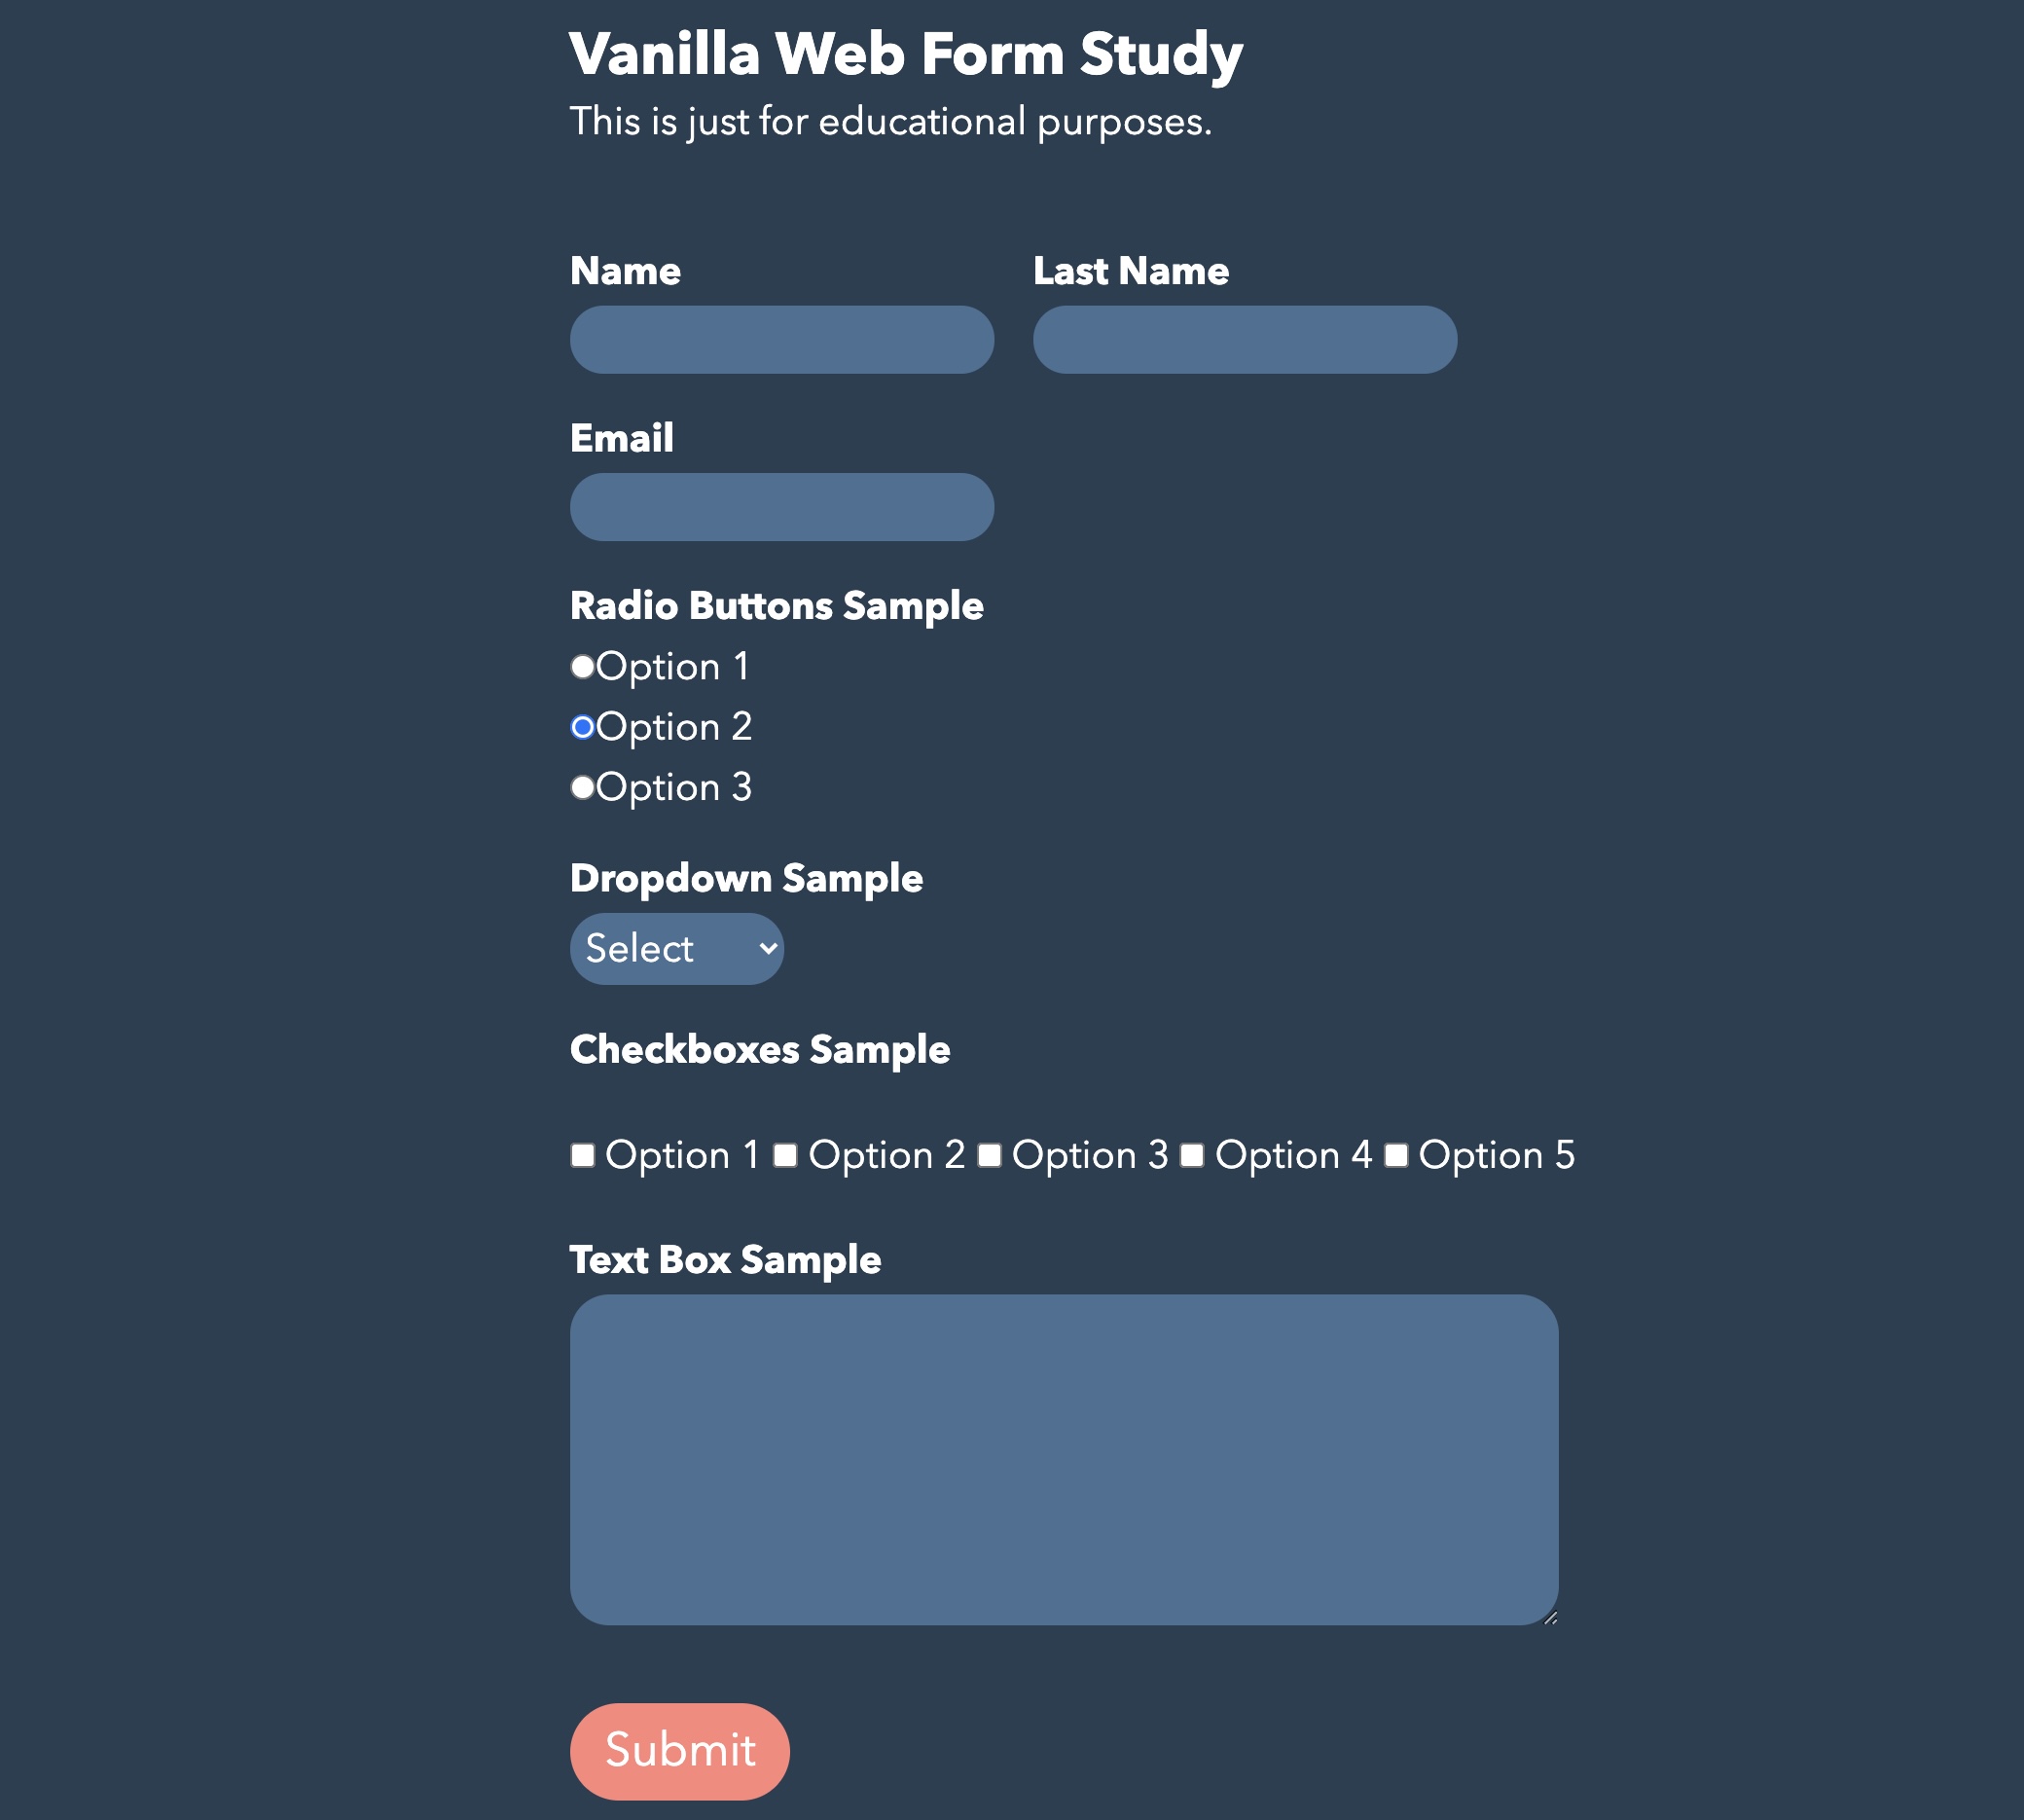 Vanilla Web Form Study
This is just for educational purposes.
Name
Last Name
Email
Radio Buttons Sample
Option 1
Option 2
Option 3
Dropdown Sample
Select
Checkboxes Sample
Option 1 Option 2 Option 3 Option 4 Option 5
Text Box Sample
Submit